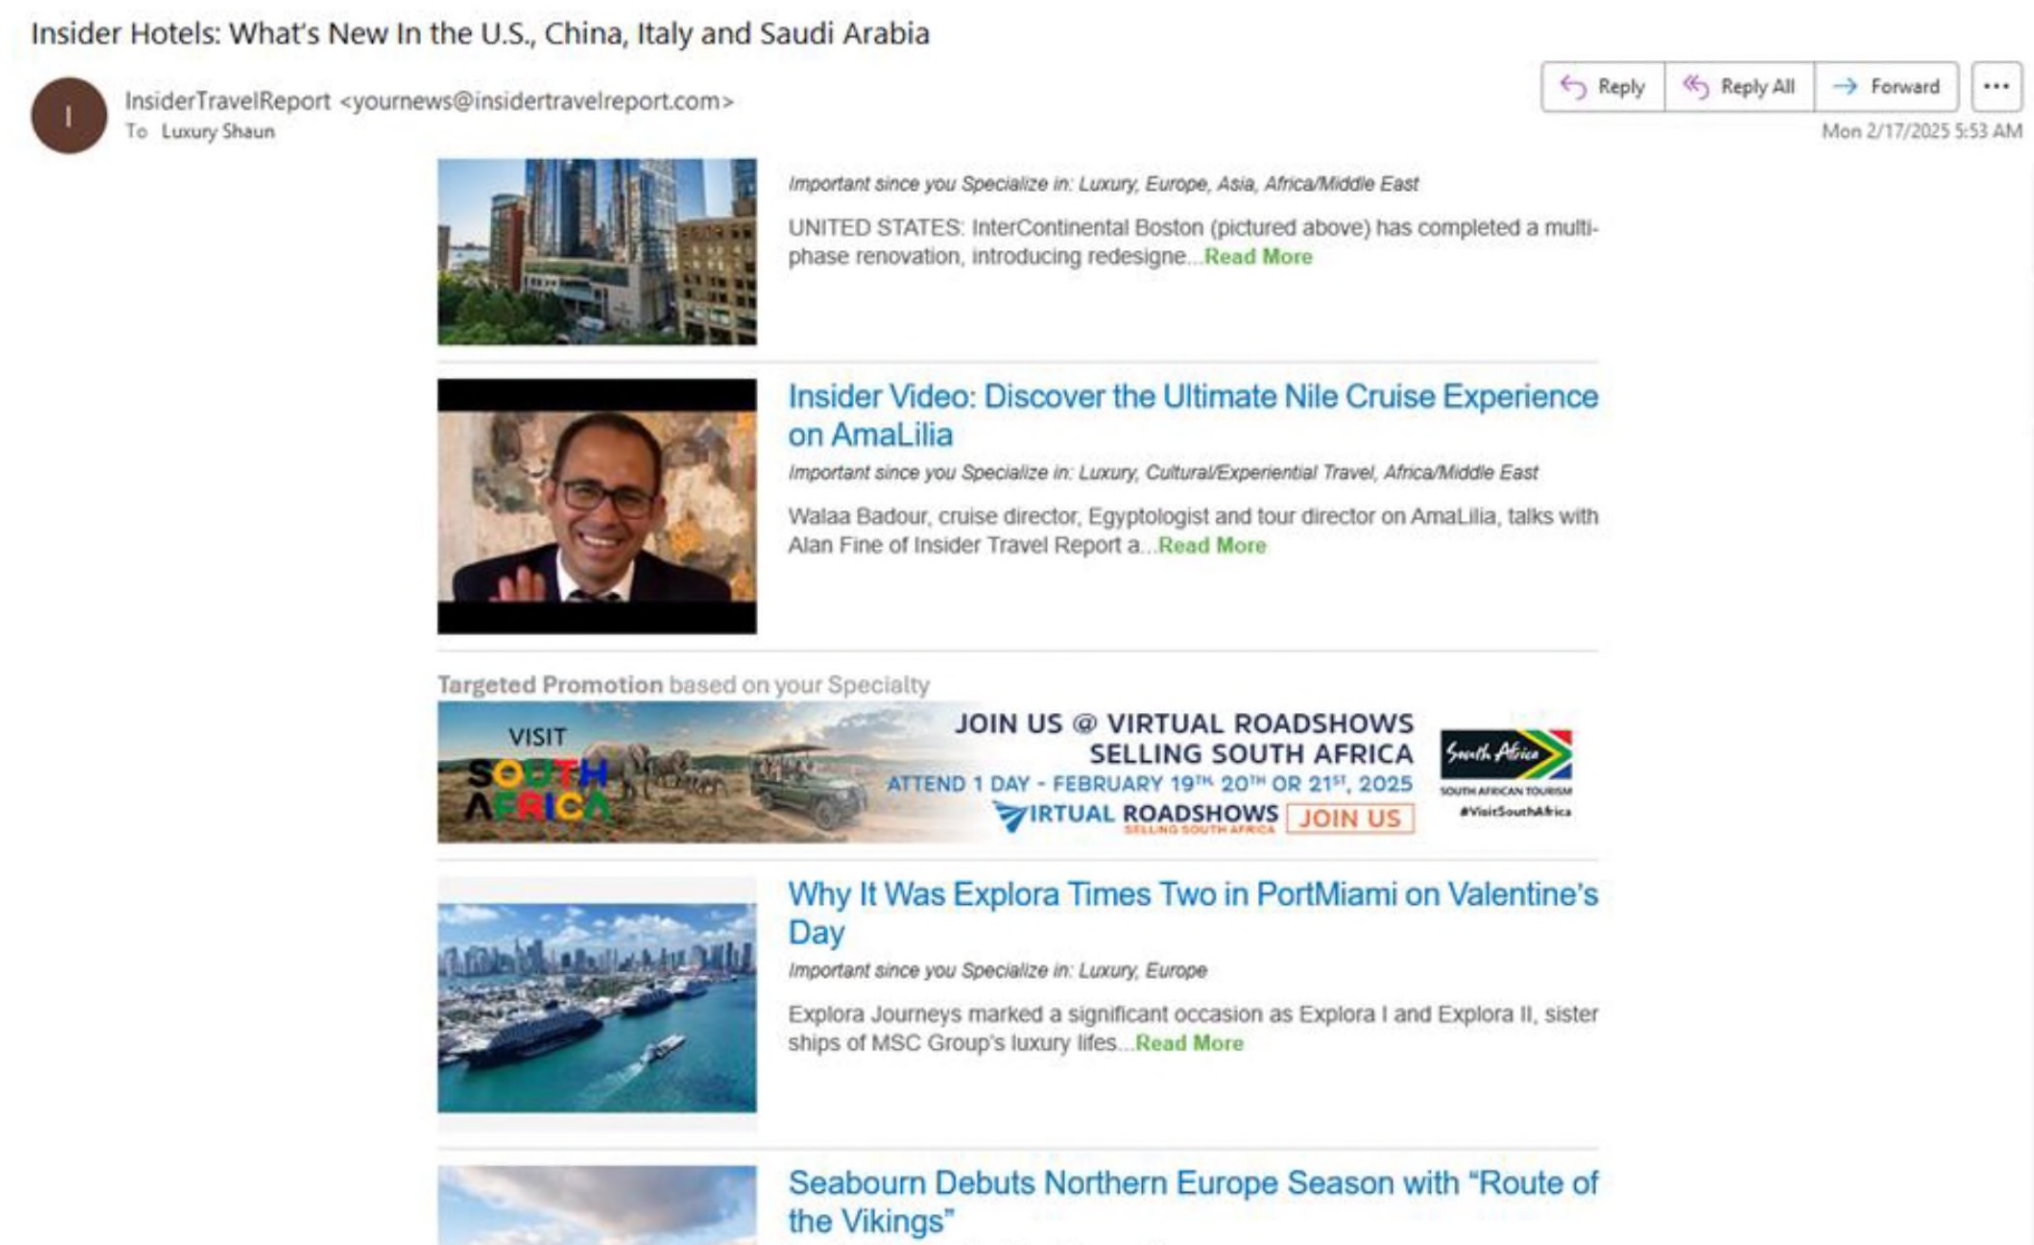 Insider Hotels: What's New In the U.S., China, Italy and Saudi Arabia
I
InsiderTravelReport <yournews@insidertravelreport.com>
To Luxury Shaun
Reply
Reply All
Forward
Mon 2/17/2025 5:53 AM
Important since you Specialize in: Luxury, Europe, Asia, Africa/Middle East
UNITED STATES: InterContinental Boston (pictured above) has completed a multi-
phase renovation, introducing redesigne...Read More
Insider Video: Discover the Ultimate Nile Cruise Experience
on AmaLilia
Important since you Specialize in: Luxury, Cultural/Experiential Travel, Africa/Middle East
Walaa Badour, cruise director, Egyptologist and tour director on AmaLilia, talks with
Alan Fine of Insider Travel Report a...Read More
Targeted Promotion based on your Specialty
VISIT
SOUTH
AFRICA
JOIN US @ VIRTUAL ROADSHOWS
SELLING SOUTH AFRICA
ATTEND 1 DAY - FEBRUARY 19TH, 20TH OR 21ST, 2025
VIRTUAL ROADSHOWS
SELLING SOUTH AFRICA
JOIN US
South Africa
SOUTH AFRICAN TOURISM
#VisitSouthAfrica
Why It Was Explora Times Two in PortMiami on Valentine's
Day
Important since you Specialize in: Luxury, Europe
Explora Journeys marked a significant occasion as Explora I and Explora II, sister
ships of MSC Group's luxury lifes...Read More
Seabourn Debuts Northern Europe Season with “Route of
the Vikings”